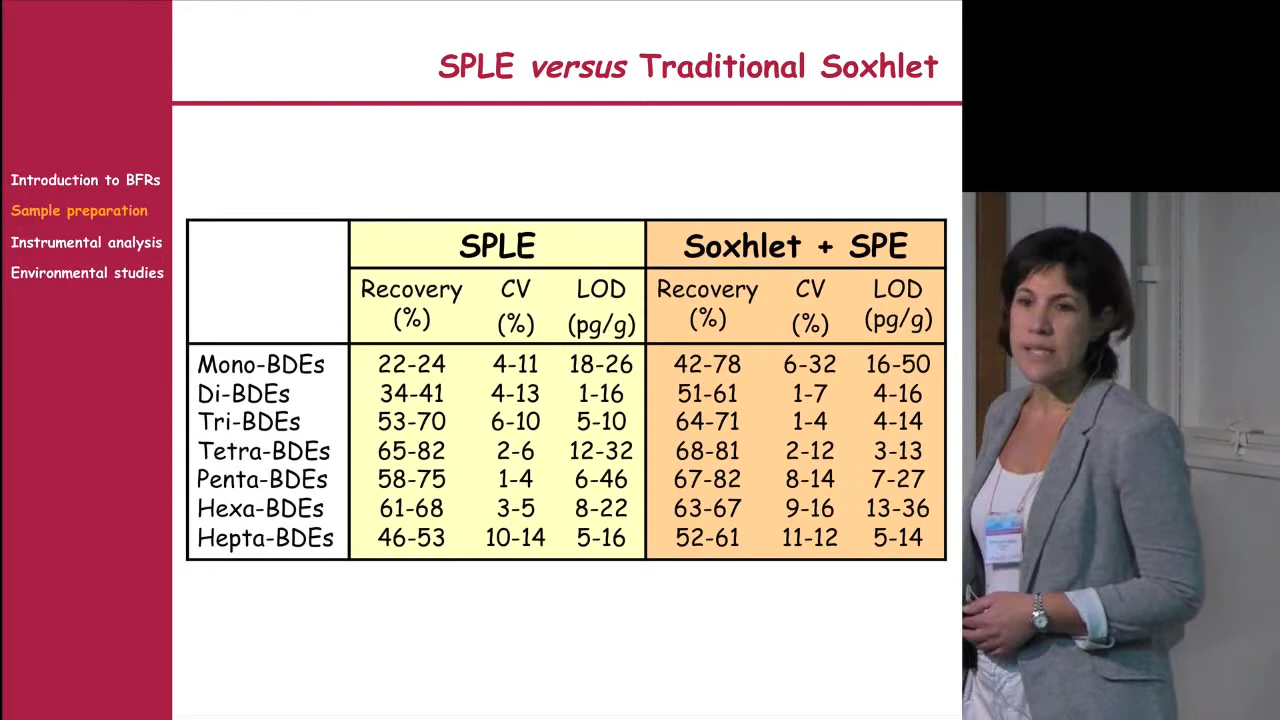 SPLE versus Traditional Soxhlet
Introduction to BFRs
Sample preparation
Instrumental analysis
Environmental studies
SPLE Soxhlet + SPE
Recovery (%) CV (%) LOD (pg/g) Recovery (%) CV (%) LOD (pg/g)
Mono-BDEs 22-24 4-11 18-26 42-78 6-32 16-50
Di-BDEs 34-41 4-13 1-16 51-61 1-7 4-16
Tri-BDEs 53-70 6-10 5-10 64-71 1-4 4-14
Tetra-BDEs 65-82 2-6 12-32 68-81 2-12 3-13
Penta-BDEs 58-75 1-4 6-46 67-82 8-14 7-27
Hexa-BDEs 61-68 3-5 8-22 63-67 9-16 13-36
Hepta-BDEs 46-53 10-14 5-16 52-61 11-12 5-14